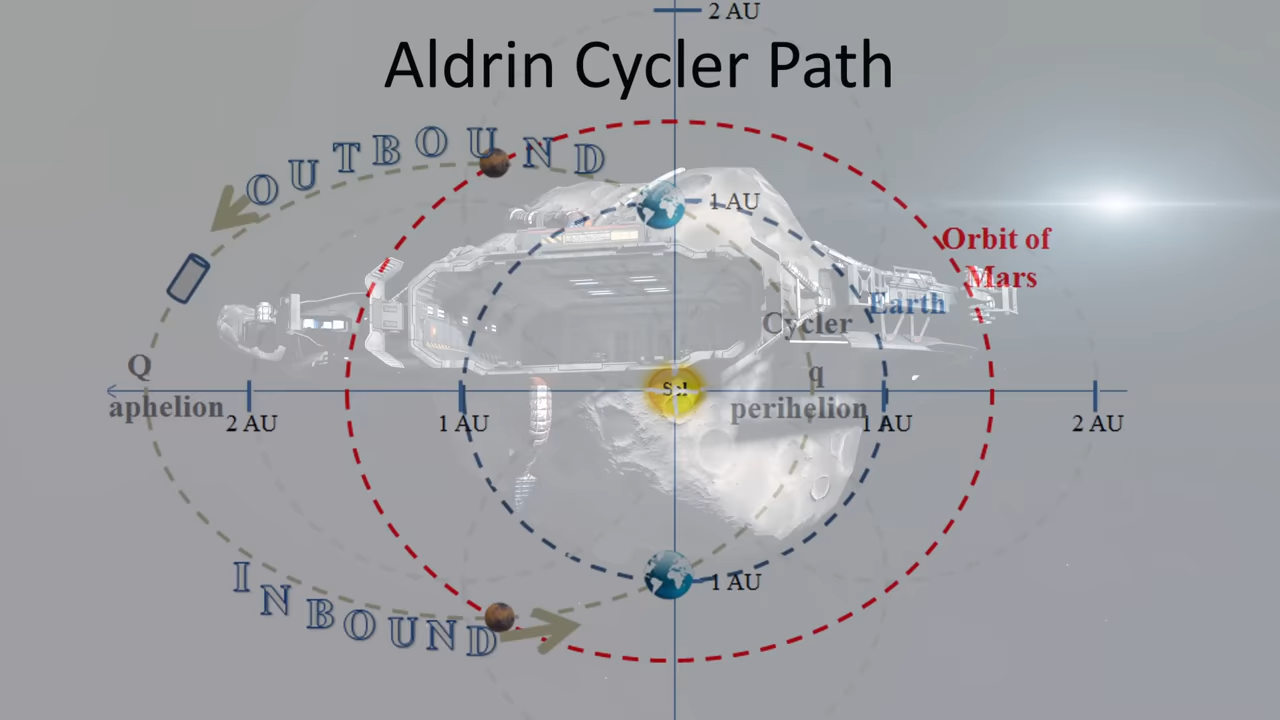 2 AU
Aldrin Cycler Path
OUTBOUND
1 AU
Orbit of
Mars
Earth
Cycler
Q
q
Sol
aphelion
perihelion
2 AU
1 AU
1 AU
2 AU
1 AU
INBOUND